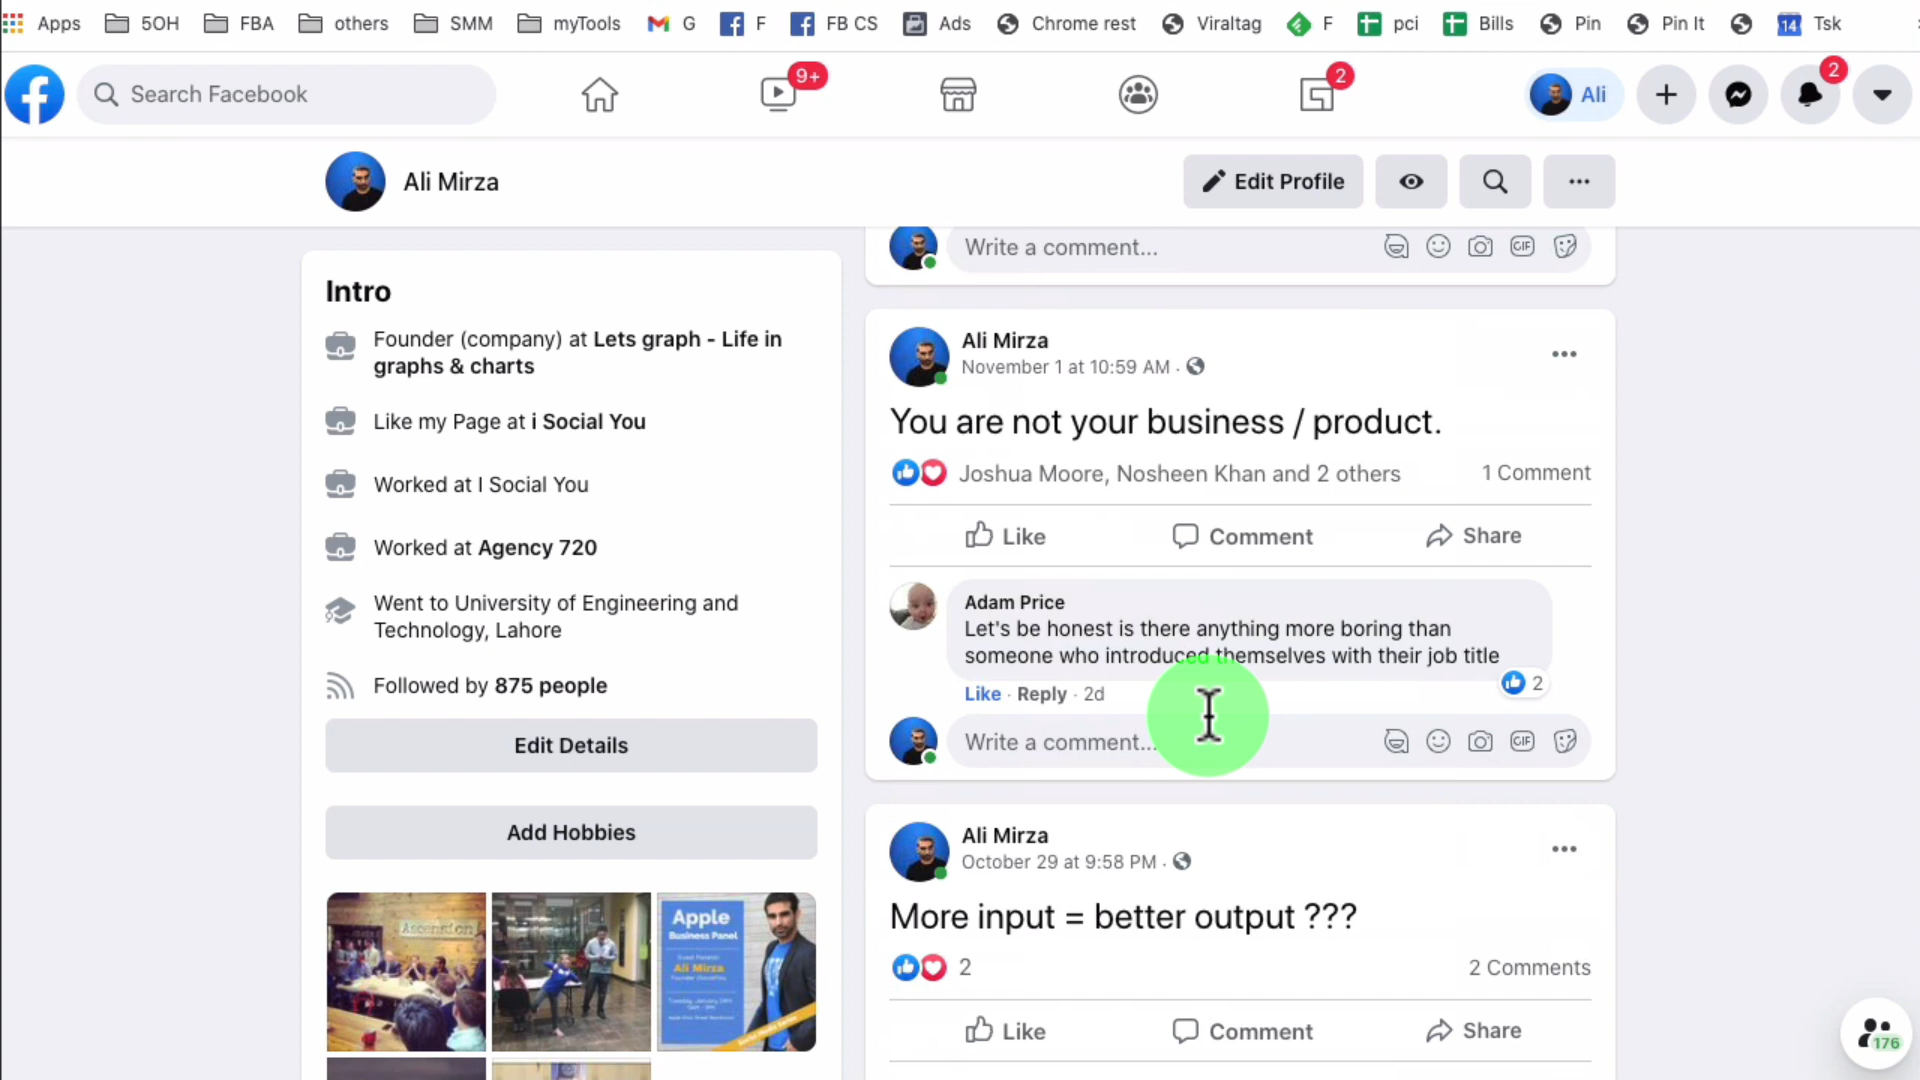 Apps 5OH FBA others SMM myTools G F FB CS Ads Chrome rest Viraltag F pci Bills Pin Pin It 14 Tsk
Search Facebook 9+ 2 Ali 2
Ali Mirza Edit Profile
Write a comment... GIF
Intro
Founder (company) at Lets graph - Life in
graphs & charts
Like my Page at i Social You
Worked at I Social You
Worked at Agency 720
Went to University of Engineering and
Technology, Lahore
Followed by 875 people
Edit Details
Add Hobbies
Ascension
Apple
Business Panel
Ali Mirza
Ali Mirza
November 1 at 10:59 AM ·
You are not your business / product.
Joshua Moore, Nosheen Khan and 2 others 1 Comment
Like Comment Share
Adam Price
Let's be honest is there anything more boring than
someone who introduced themselves with their job title
2
Like · Reply · 2d
Write a comment... GIF
Ali Mirza
October 29 at 9:58 PM ·
More input = better output ???
2 2 Comments
Like Comment Share
176